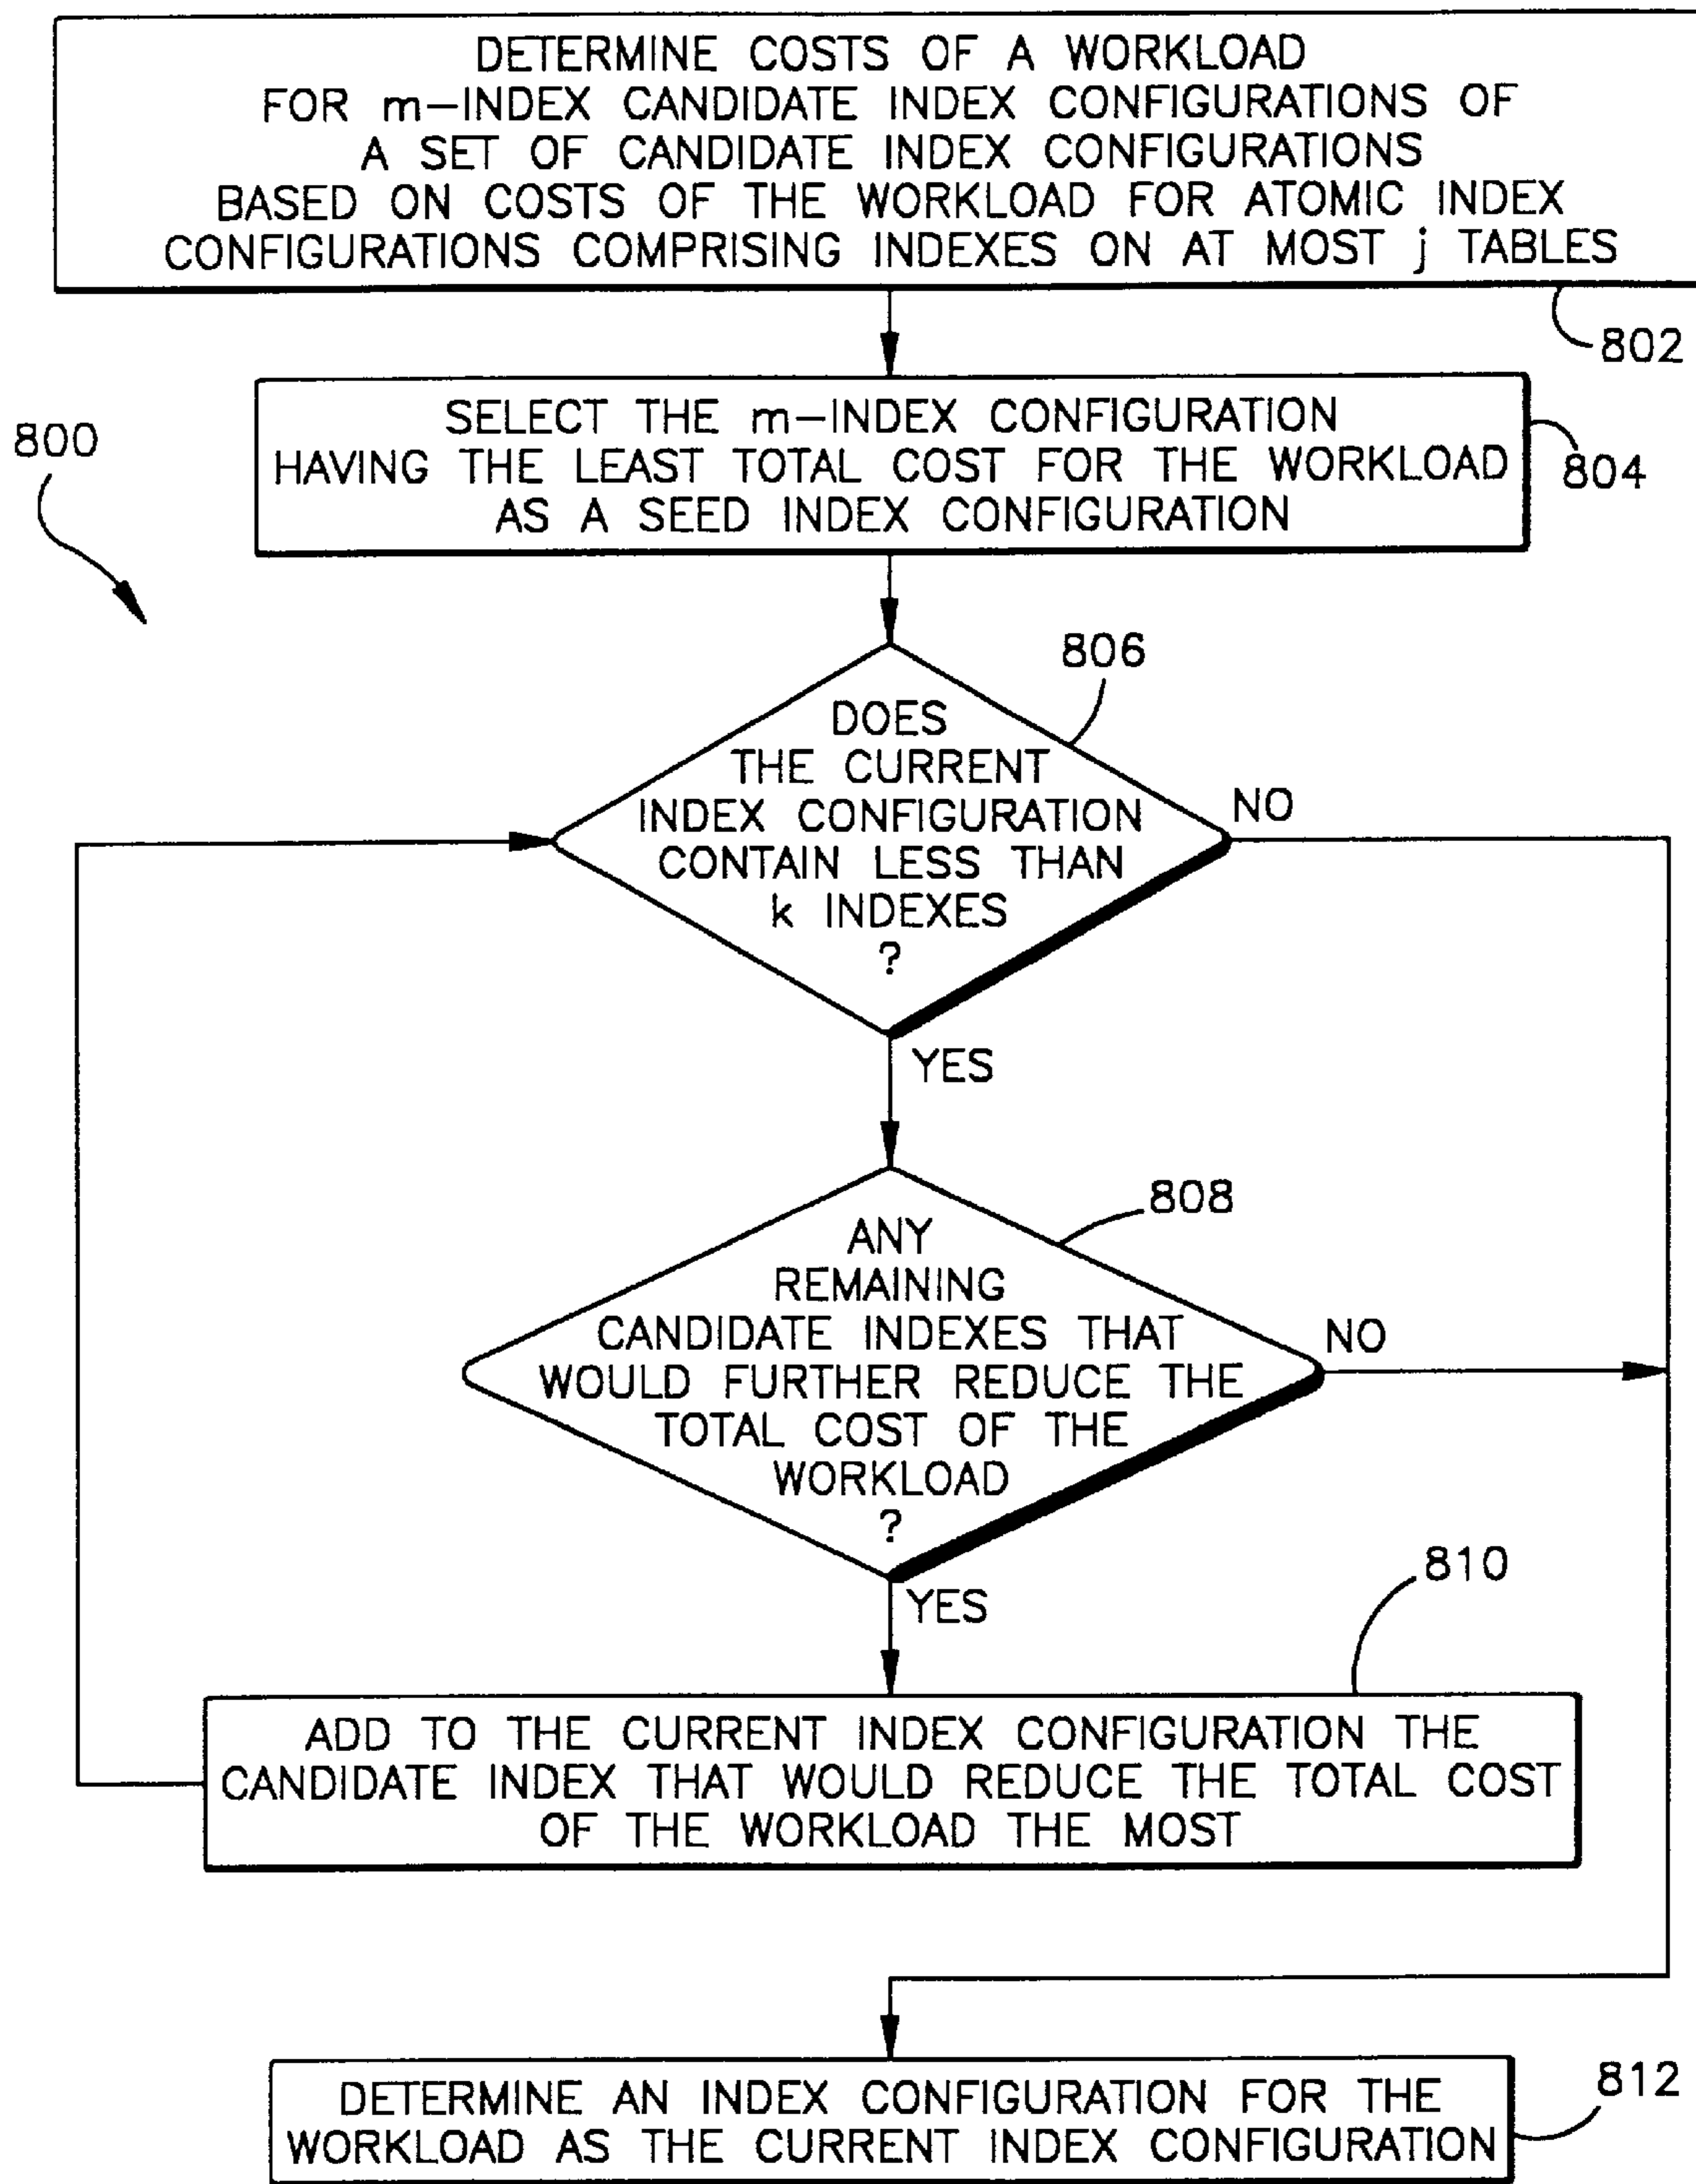 DETERMINE COSTS OF A WORKLOAD
FOR m-INDEX CANDIDATE INDEX CONFIGURATIONS OF
A SET OF CANDIDATE INDEX CONFIGURATIONS
BASED ON COSTS OF THE WORKLOAD FOR ATOMIC INDEX
CONFIGURATIONS COMPRISING INDEXES ON AT MOST j TABLES
802
SELECT THE m-INDEX CONFIGURATION
HAVING THE LEAST TOTAL COST FOR THE WORKLOAD
AS A SEED INDEX CONFIGURATION
804
800
806
DOES
THE CURRENT
INDEX CONFIGURATION
CONTAIN LESS THAN
k INDEXES
?
NO
YES
808
ANY
REMAINING
CANDIDATE INDEXES THAT
WOULD FURTHER REDUCE THE
TOTAL COST OF THE
WORKLOAD
?
NO
YES
810
ADD TO THE CURRENT INDEX CONFIGURATION THE
CANDIDATE INDEX THAT WOULD REDUCE THE TOTAL COST
OF THE WORKLOAD THE MOST
DETERMINE AN INDEX CONFIGURATION FOR THE
WORKLOAD AS THE CURRENT INDEX CONFIGURATION
812